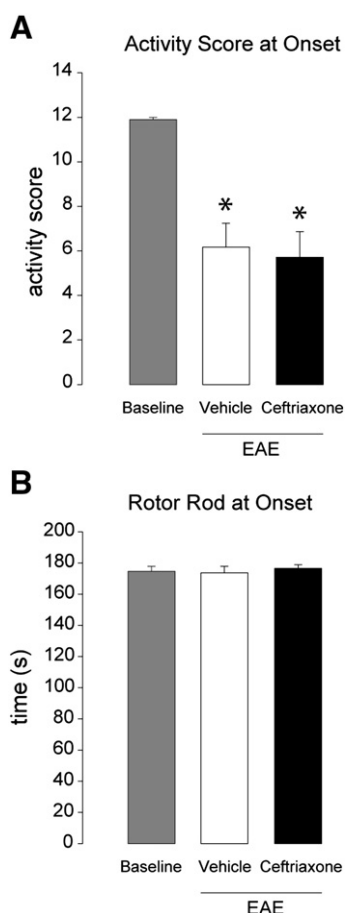 A
Activity Score at Onset
14
12
10
8
6
4
2
0
activity score
*
*
Baseline Vehicle Ceftriaxone
EAE
B
Rotor Rod at Onset
200
180
160
140
120
100
80
60
40
20
0
time (s)
Baseline Vehicle Ceftriaxone
EAE